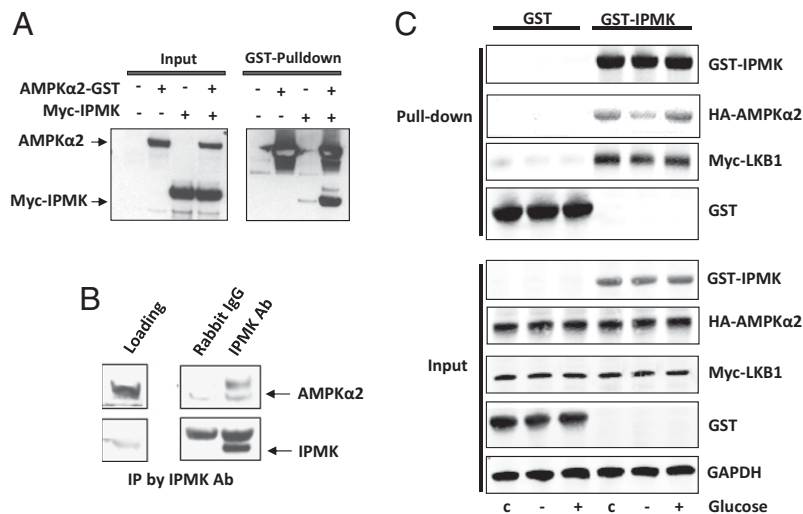 A
Input GST-Pulldown
AMPKα2-GST - + - + - + - +
Myc-IPMK - - + + - - + +
AMPKα2
Myc-IPMK
B
Loading
Rabbit IgG
IPMK Ab
AMPKα2
IPMK
IP by IPMK Ab
C
GST GST-IPMK
Pull-down
GST-IPMK
HA-AMPKα2
Myc-LKB1
GST
Input
GST-IPMK
HA-AMPKα2
Myc-LKB1
GST
GAPDH
c - + c - + Glucose